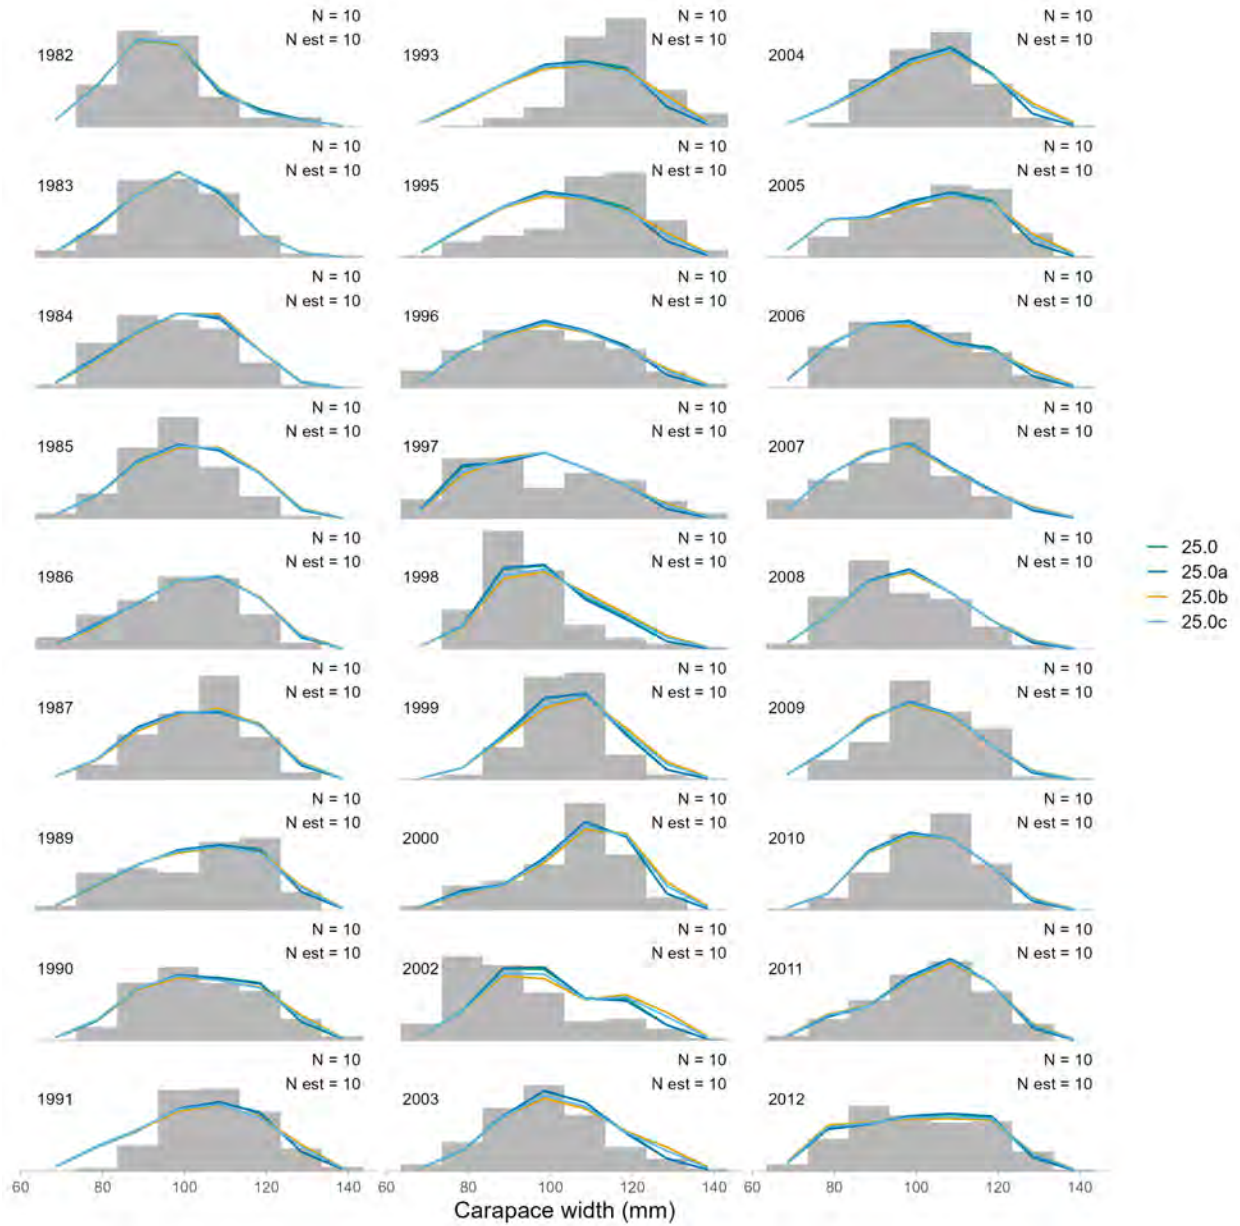 1982
N = 10
N est = 10
1993
N = 10
N est = 10
2004
N = 10
N est = 10
1983
N = 10
N est = 10
1995
N = 10
N est = 10
2005
N = 10
N est = 10
1984
N = 10
N est = 10
1996
N = 10
N est = 10
2006
N = 10
N est = 10
1985
N = 10
N est = 10
1997
N = 10
N est = 10
2007
N = 10
N est = 10
1986
N = 10
N est = 10
1998
N = 10
N est = 10
2008
N = 10
N est = 10
1987
N = 10
N est = 10
1999
N = 10
N est = 10
2009
N = 10
N est = 10
1989
N = 10
N est = 10
2000
N = 10
N est = 10
2010
N = 10
N est = 10
1990
N = 10
N est = 10
2002
N = 10
N est = 10
2011
N = 10
N est = 10
1991
N = 10
N est = 10
2003
N = 10
N est = 10
2012
N = 10
N est = 10
60 80 100 120 140 60 80 100 120 140 60 80 100 120 140
Carapace width (mm)
25.0
25.0a
25.0b
25.0c